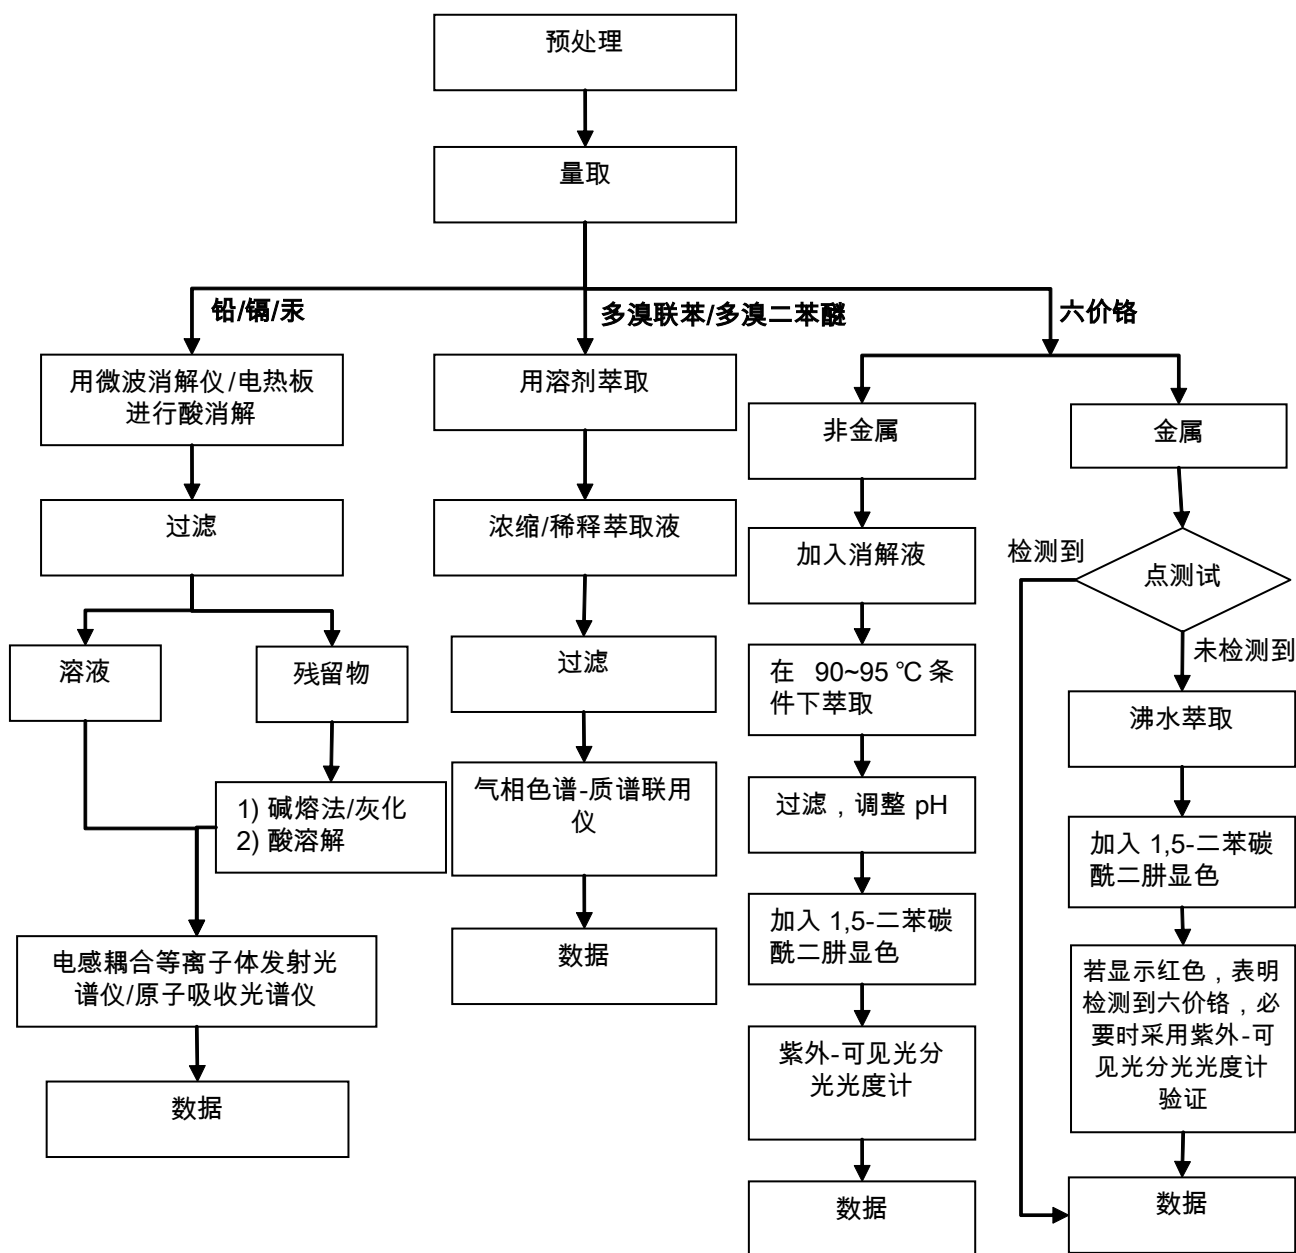 预处理
量取
铅/镉/汞
多溴联苯/多溴二苯醚
六价铬
用微波消解仪/电热板
进行酸消解
过滤
溶液
残留物
1) 碱熔法/灰化
2) 酸溶解
电感耦合等离子体发射光
谱仪/原子吸收光谱仪
数据
用溶剂萃取
浓缩/稀释萃取液
过滤
气相色谱-质谱联用
仪
数据
非金属
加入消解液
在 90~95 ℃ 条
件下萃取
过滤，调整 pH
加入 1,5-二苯碳
酰二肼显色
紫外-可见光分
光光度计
数据
金属
点测试
检测到
未检测到
沸水萃取
加入 1,5-二苯碳
酰二肼显色
若显示红色，表明
检测到六价铬，必
要时采用紫外-可
见光分光光度计
验证
数据